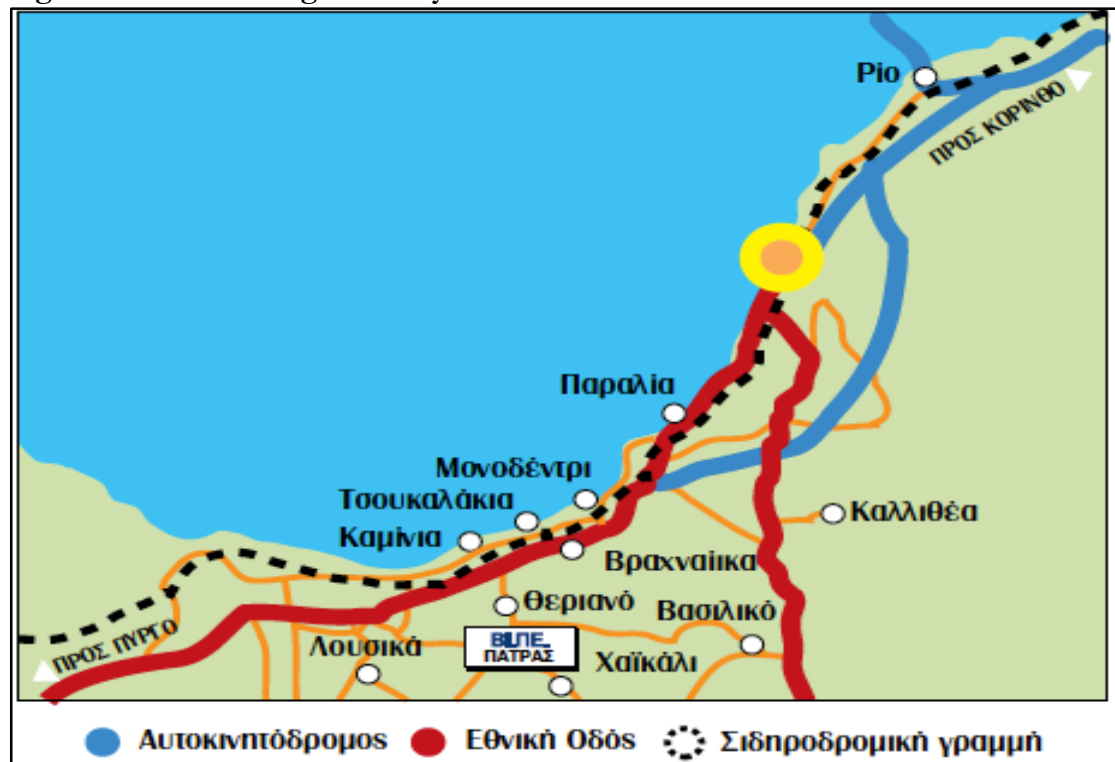 Ρίο
ΠΡΟΣ ΚΟΡΙΝΘΟ
Παραλία
Μονοδέντρι
Τσουκαλάκια
Καμίνια
Καλλιθέα
Βραχναίικα
Θεριανό
Βασιλικό
ΠΡΟΣ ΠΥΡΓΟ
Λουσικά
ΒΙ.ΠΕ.
ΠΑΤΡΑΣ
Χαϊκάλι
Αυτοκινητόδρομος Εθνική Οδός Σιδηροδρομική γραμμή